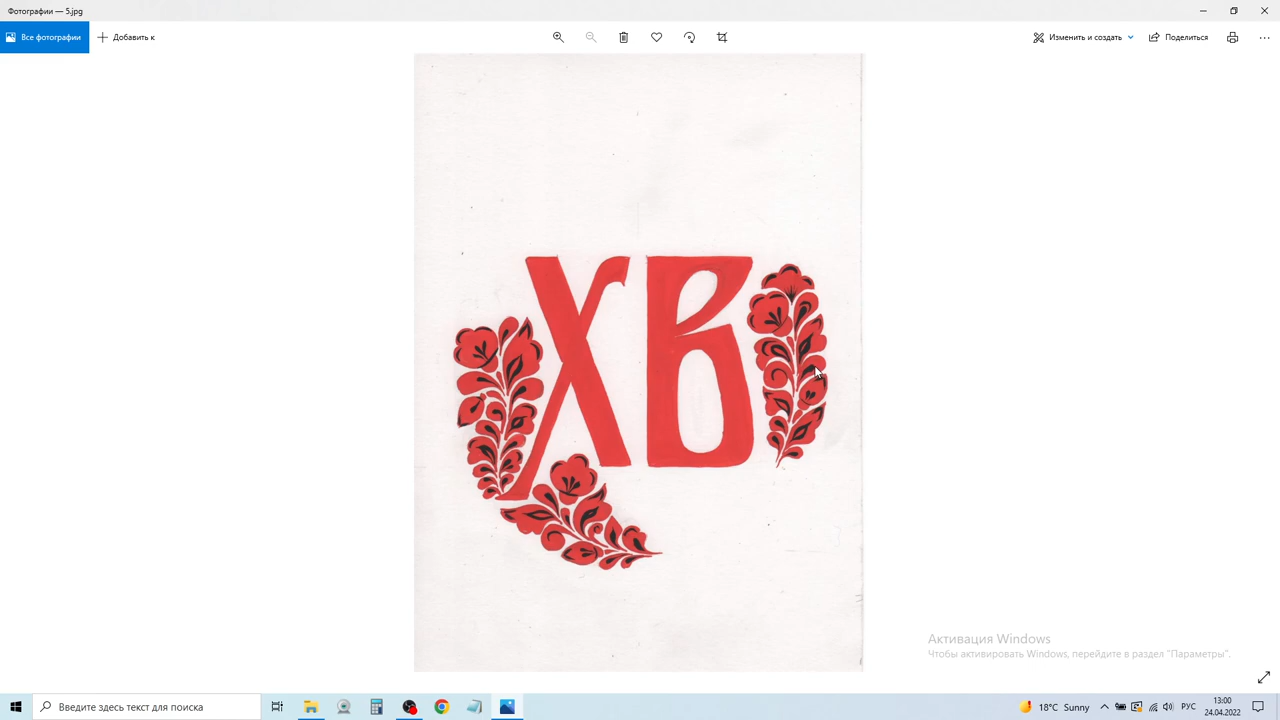 Фотографии — 5.jpg
Все фотографии
Добавить к
Изменить и создать
Поделиться
ХВ
Активация Windows
Чтобы активировать Windows, перейдите в раздел "Параметры".
Введите здесь текст для поиска
18°C Sunny
РУС
13:00
24.04.2022